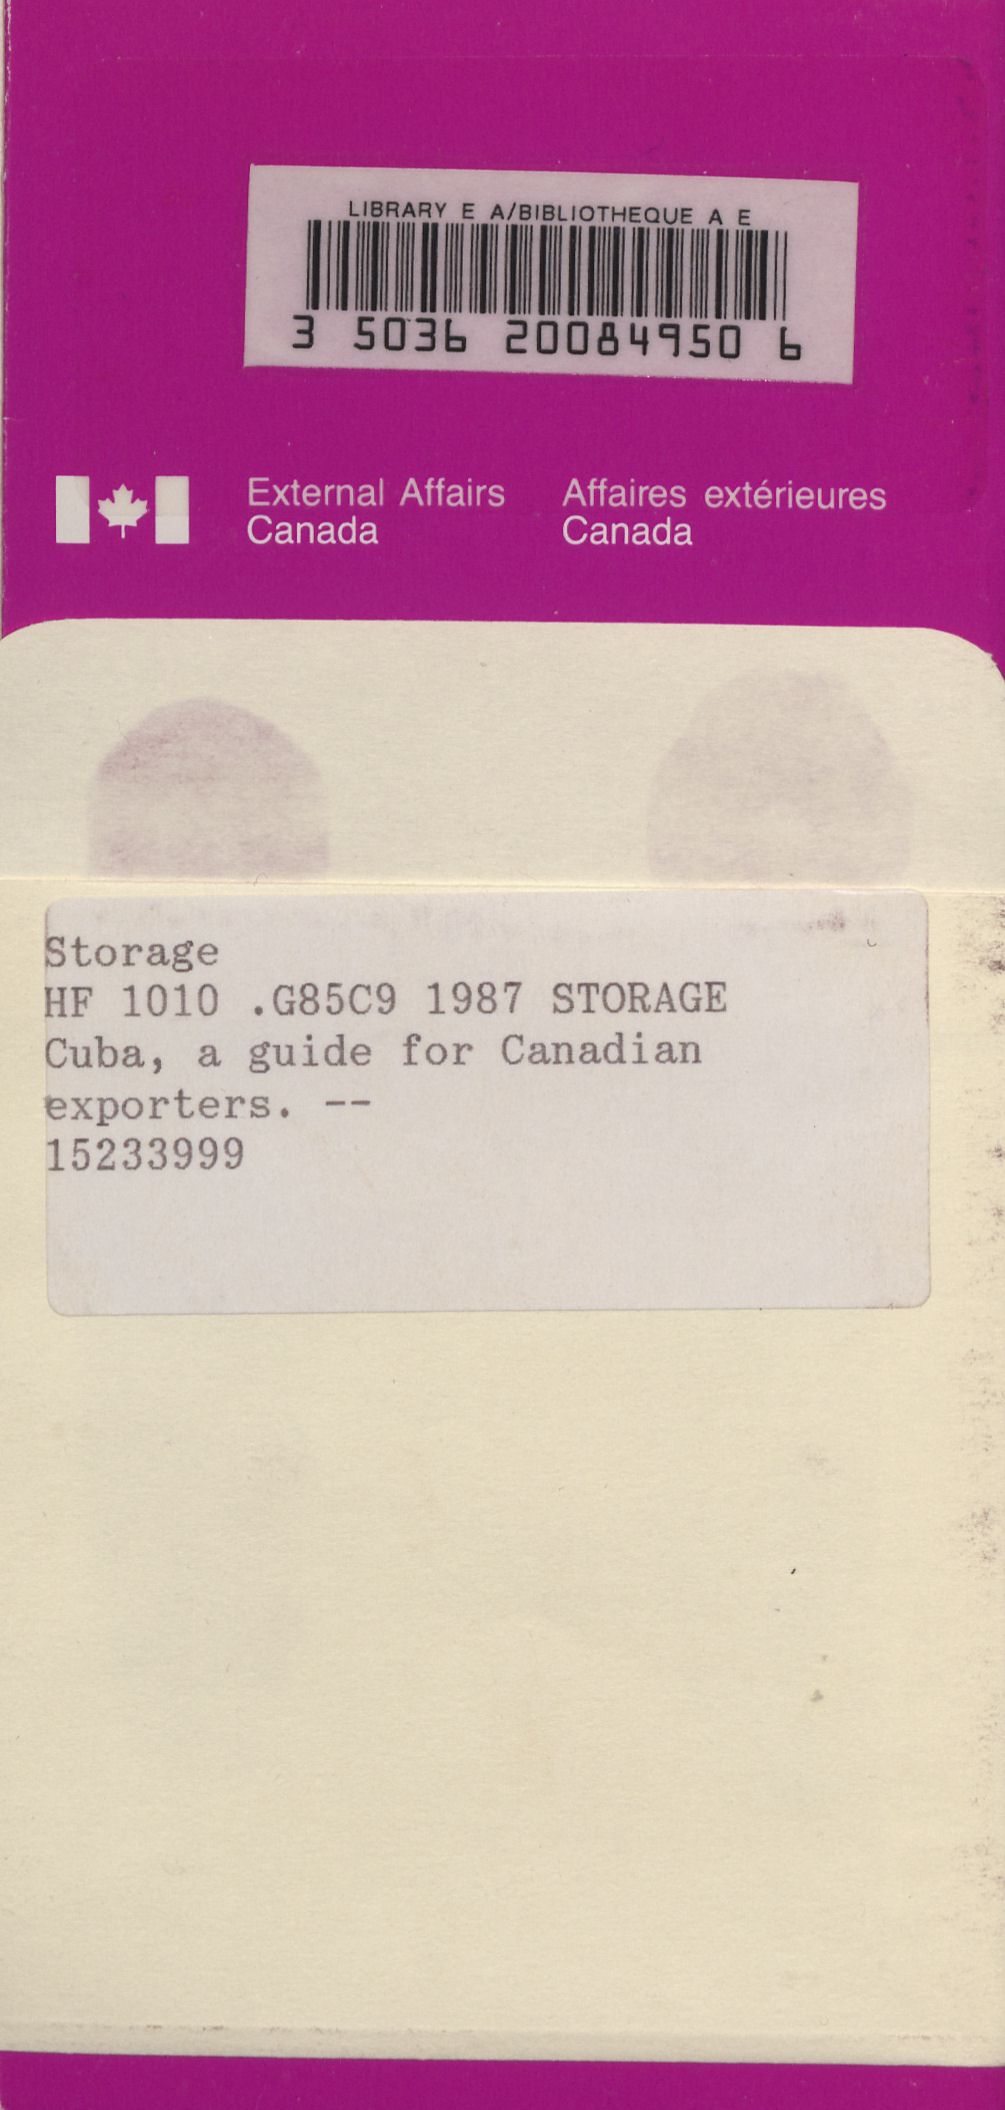 LIBRARY E A/BIBLIOTHEQUE A E
3 5036 20084950 6
External Affairs Canada
Affaires extérieures Canada
Storage
HF 1010 .G85C9 1987 STORAGE
Cuba, a guide for Canadian
exporters. --
15233999